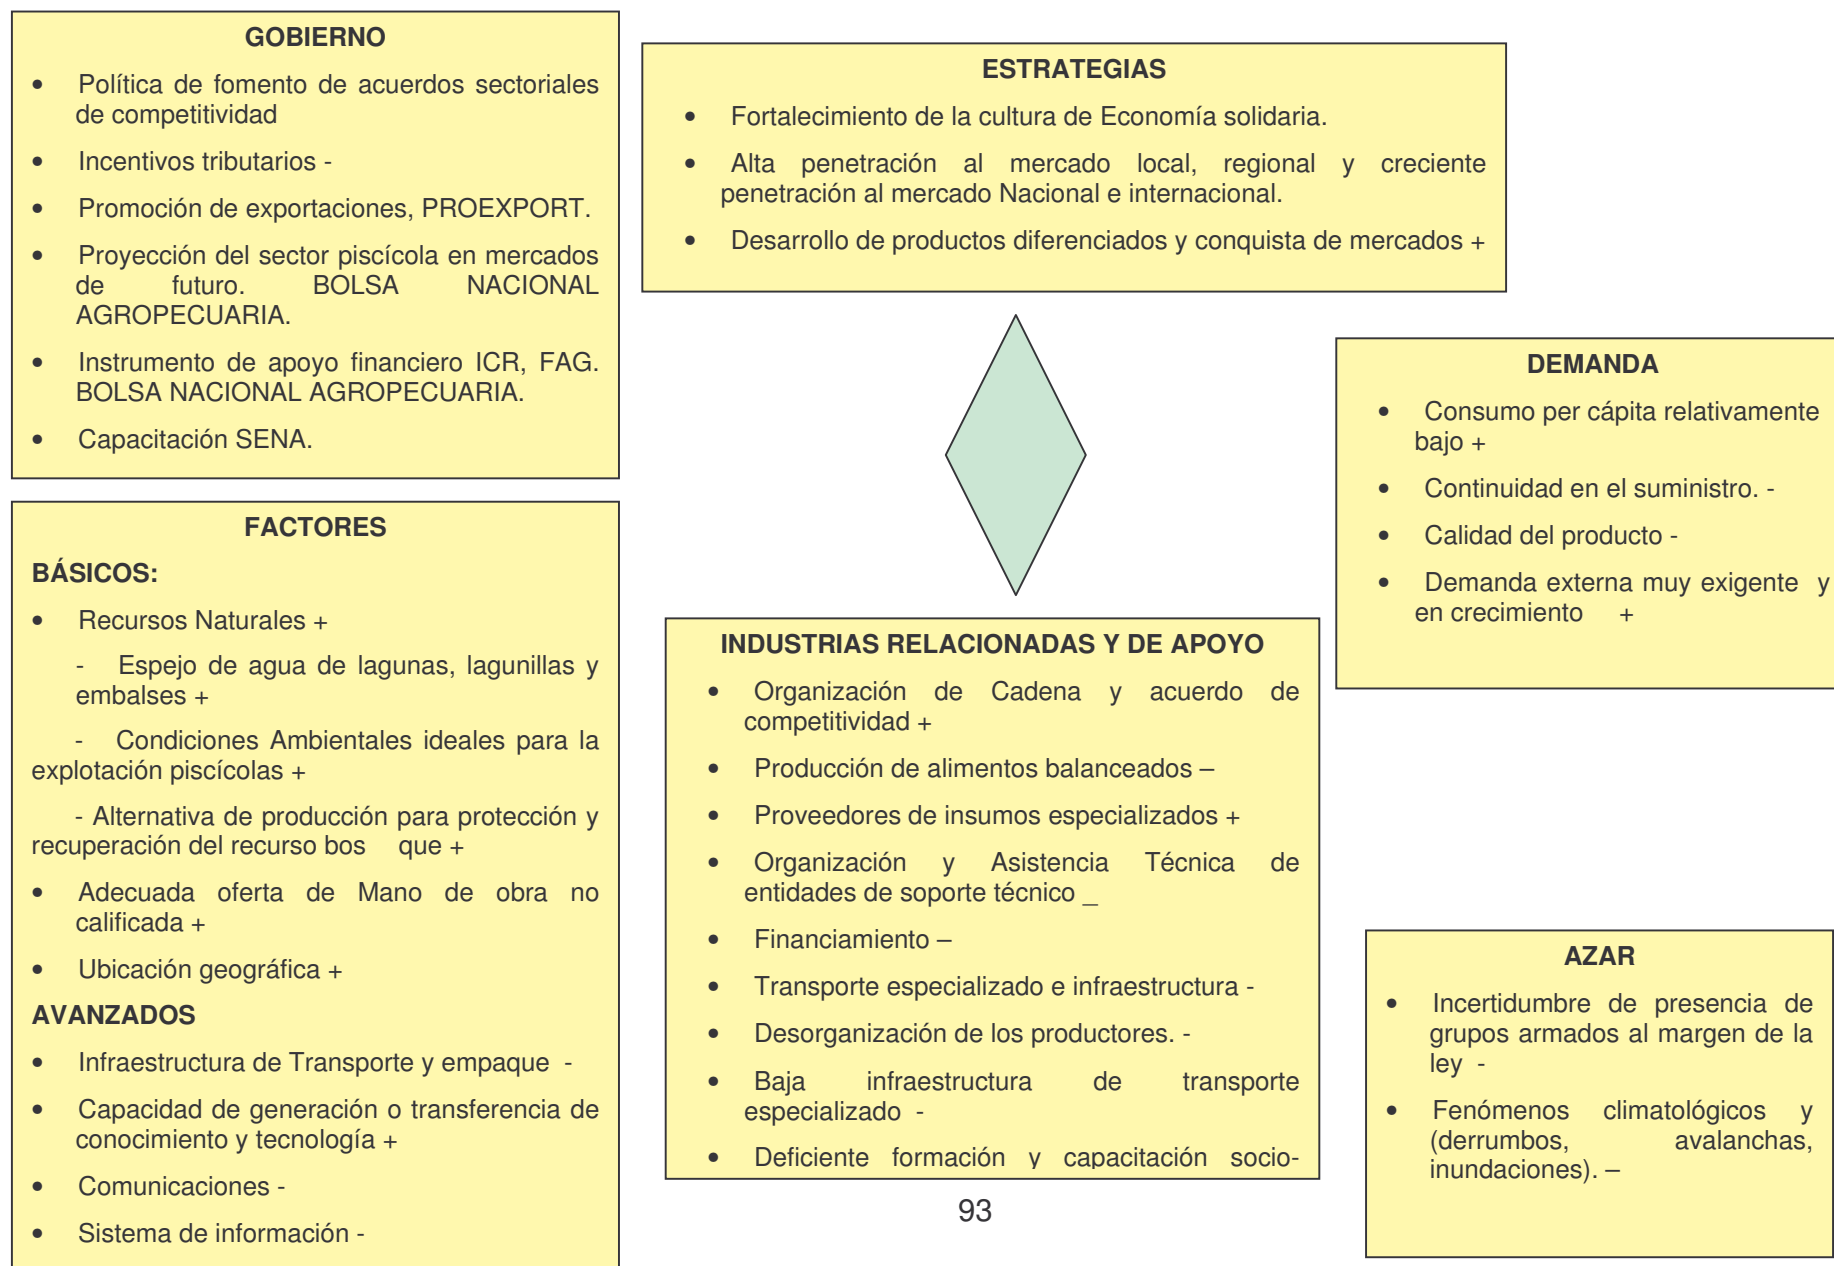 GOBIERNO
• Política de fomento de acuerdos sectoriales
de competitividad
• Incentivos tributarios -
• Promoción de exportaciones, PROEXPORT.
• Proyección del sector piscícola en mercados
de futuro. BOLSA NACIONAL
AGROPECUARIA.
• Instrumento de apoyo financiero ICR, FAG.
BOLSA NACIONAL AGROPECUARIA.
• Capacitación SENA.
ESTRATEGIAS
• Fortalecimiento de la cultura de Economía solidaria.
• Alta penetración al mercado local, regional y creciente
penetración al mercado Nacional e internacional.
• Desarrollo de productos diferenciados y conquista de mercados +
DEMANDA
• Consumo per cápita relativamente
bajo +
• Continuidad en el suministro. -
• Calidad del producto -
• Demanda externa muy exigente y
en crecimiento +
FACTORES
BÁSICOS:
• Recursos Naturales +
- Espejo de agua de lagunas, lagunillas y
embalses +
- Condiciones Ambientales ideales para la
explotación piscícolas +
- Alternativa de producción para protección y
recuperación del recurso bos que +
• Adecuada oferta de Mano de obra no
calificada +
• Ubicación geográfica +
AVANZADOS
• Infraestructura de Transporte y empaque -
• Capacidad de generación o transferencia de
conocimiento y tecnología +
• Comunicaciones -
• Sistema de información -
INDUSTRIAS RELACIONADAS Y DE APOYO
• Organización de Cadena y acuerdo de
competitividad +
• Producción de alimentos balanceados –
• Proveedores de insumos especializados +
• Organización y Asistencia Técnica de
entidades de soporte técnico _
• Financiamiento –
• Transporte especializado e infraestructura -
• Desorganización de los productores. -
• Baja infraestructura de transporte
especializado -
• Deficiente formación y capacitación socio-
AZAR
• Incertidumbre de presencia de
grupos armados al margen de la
ley -
• Fenómenos climatológicos y
(derrumbos, avalanchas,
inundaciones). –
93